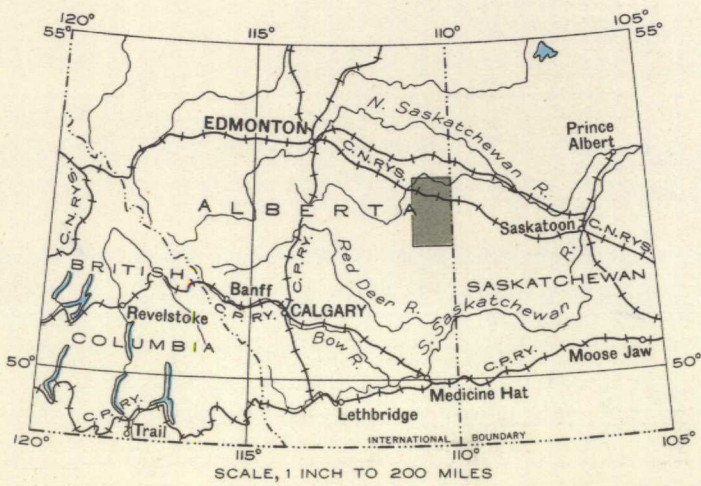 120°
115°
110°
105°
55°
55°
EDMONTON
N. Saskatchewan R.
Prince Albert
C.N.RYS.
C.N.RYS.
ALBERTA
Saskatoon
C.N.RYS.
C.P.RY.
Red Deer R.
R.
BRITISH
SASKATCHEWAN
Banff
C.P.RY.
CALGARY
S. Saskatchewan
Revelstoke
COLUMBIA
Bow R.
C.P.RY.
Moose Jaw
50°
50°
Medicine Hat
Lethbridge
C.P.RY.
Trail
INTERNATIONAL BOUNDARY
120°
115°
110°
105°
SCALE, 1 INCH TO 200 MILES